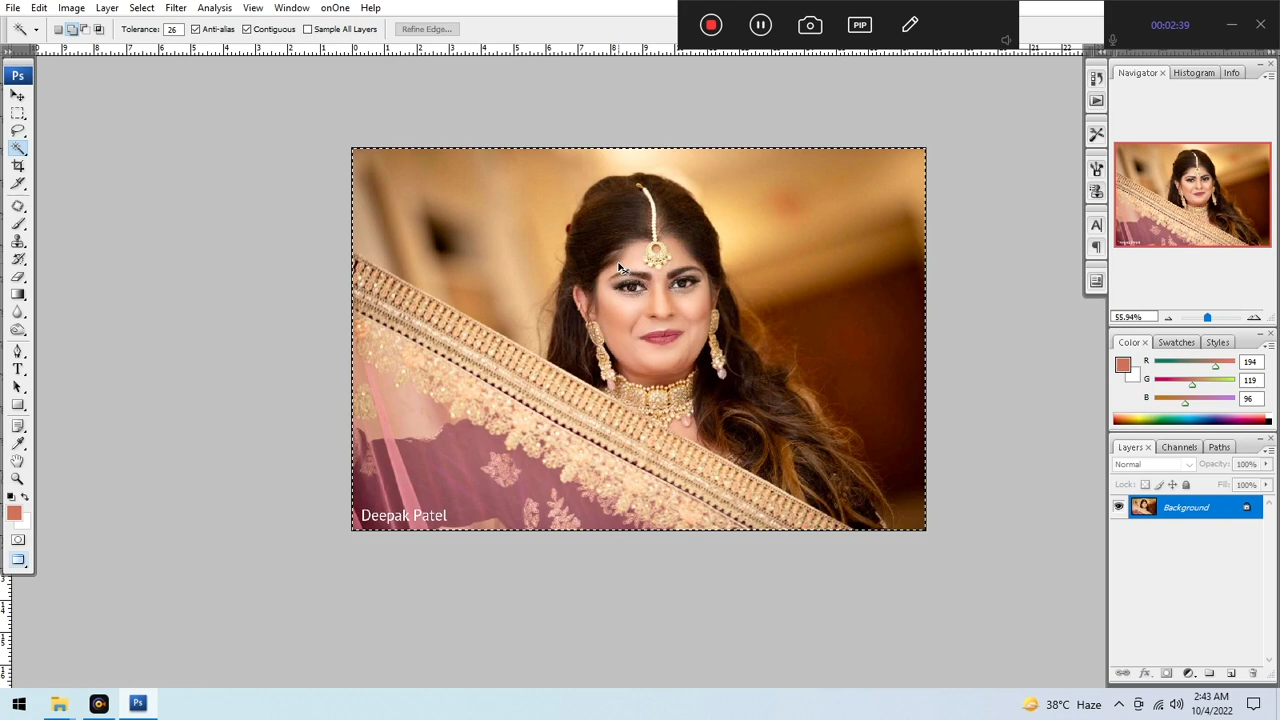 File Edit Image Layer Select Filter Analysis View Window onOne Help
00:02:39
Tolerance: 26 Anti-alias Contiguous Sample All Layers Refine Edge...
PIP
Ps
Navigator Histogram Info
55.94%
Color Swatches Styles
R 194
G 119
B 96
Layers Channels Paths
Normal Opacity: 100%
Lock: Fill: 100%
Background
Deepak Patel
38°C Haze
2:43 AM
10/4/2022